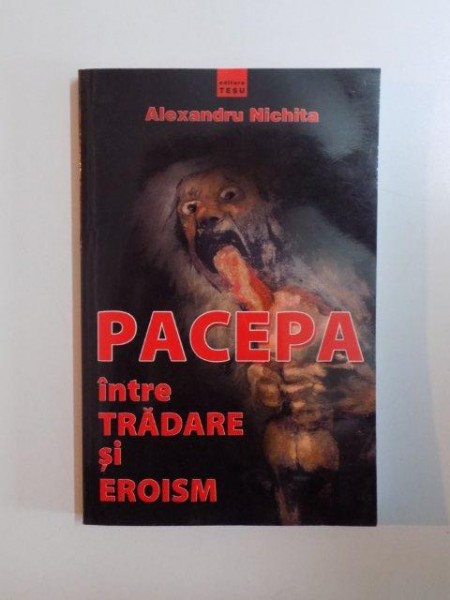 editura
TESU
Alexandru Nichita
PACEPA
între
TRĂDARE
și
EROISM